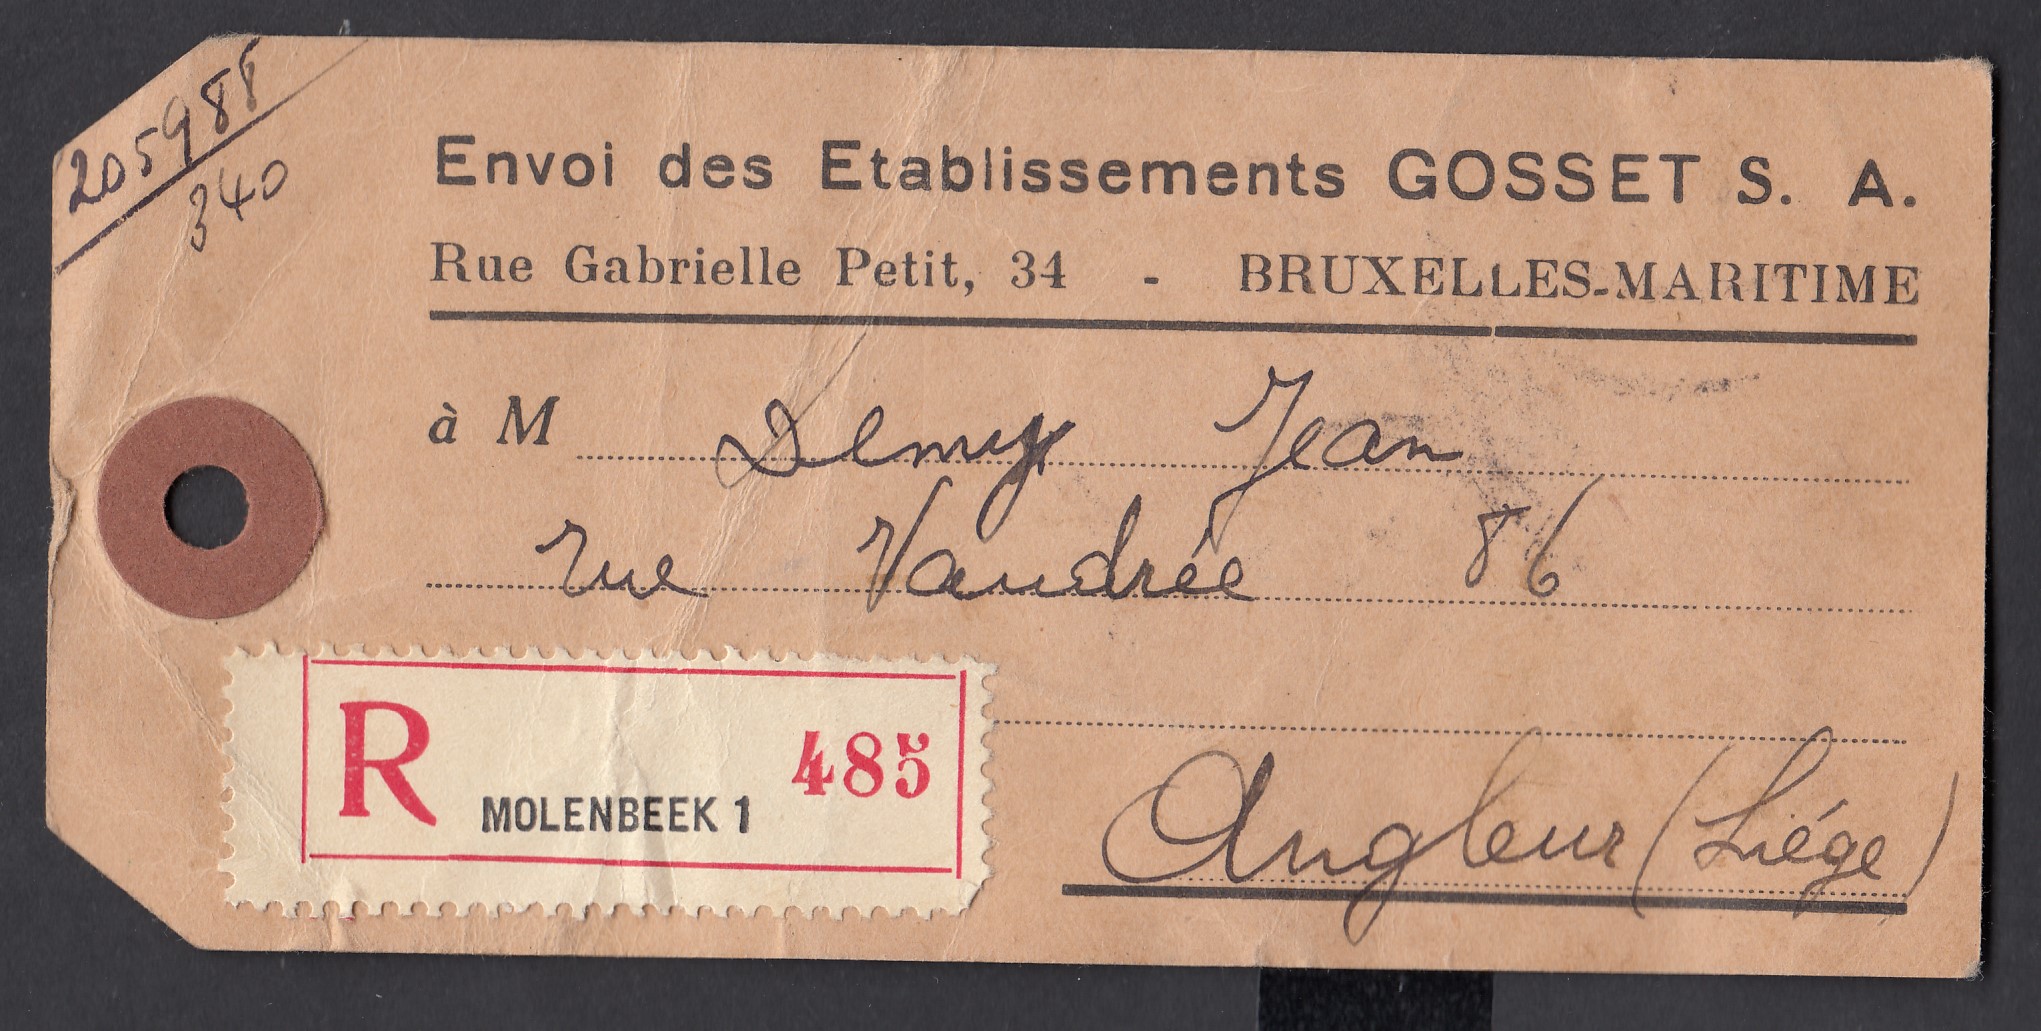 205988
340
Envoi des Etablissements GOSSET S. A.
Rue Gabrielle Petit, 34 - BRUXELLES-MARITIME
à M Demy Jean
rue Vaudrée 86
R MOLENBEEK 1 485
Angleur (Liége)